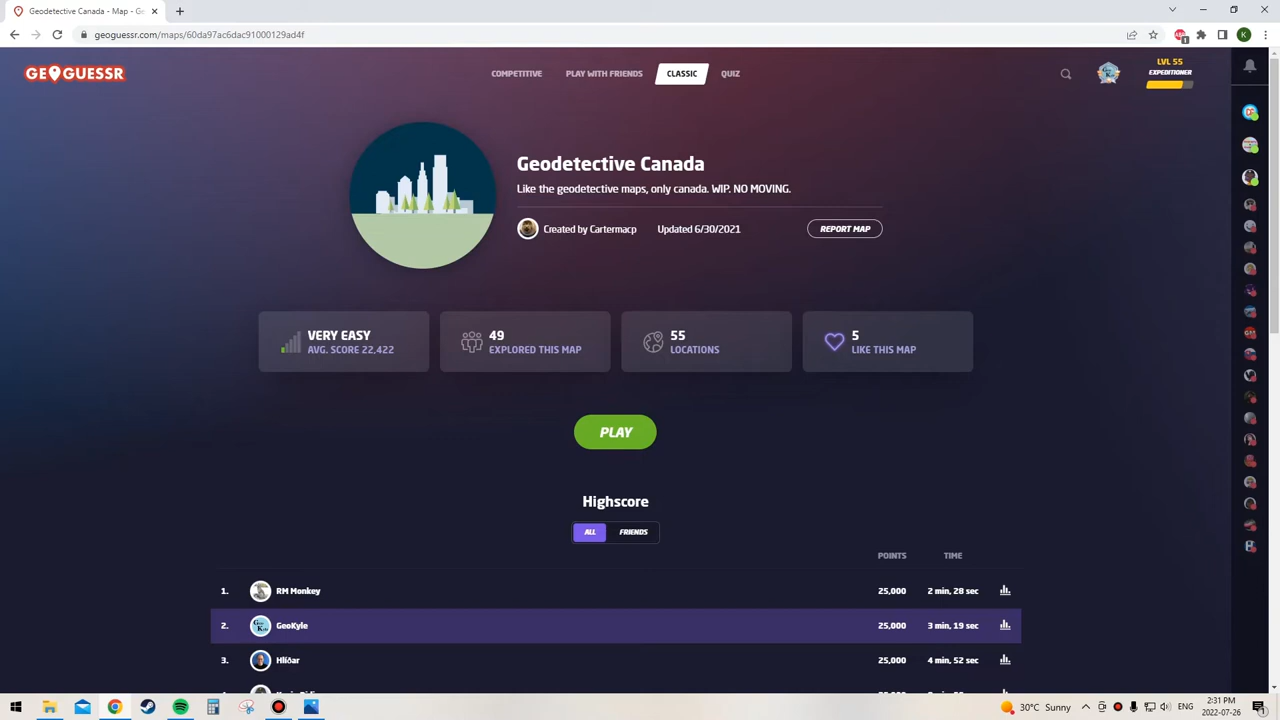 Geodetective Canada - Map - Ge
geoguessr.com/maps/60da97ac6dac91000129ad4f
1
K
GEOGUESSR
COMPETITIVE
PLAY WITH FRIENDS
CLASSIC
QUIZ
LVL 55
EXPEDITIONER
Geodetective Canada
Like the geodetective maps, only canada. WIP. NO MOVING.
Created by Cartermacp
Updated 6/30/2021
REPORT MAP
VERY EASY
AVG. SCORE 22,422
49
EXPLORED THIS MAP
55
LOCATIONS
5
LIKE THIS MAP
PLAY
Highscore
ALL
FRIENDS
POINTS
TIME
1. RM Monkey 25,000 2 min, 28 sec
2. GeoKyle 25,000 3 min, 19 sec
3. Hlíðar 25,000 4 min, 52 sec
30°C Sunny
ENG
2:31 PM
2022-07-26
1